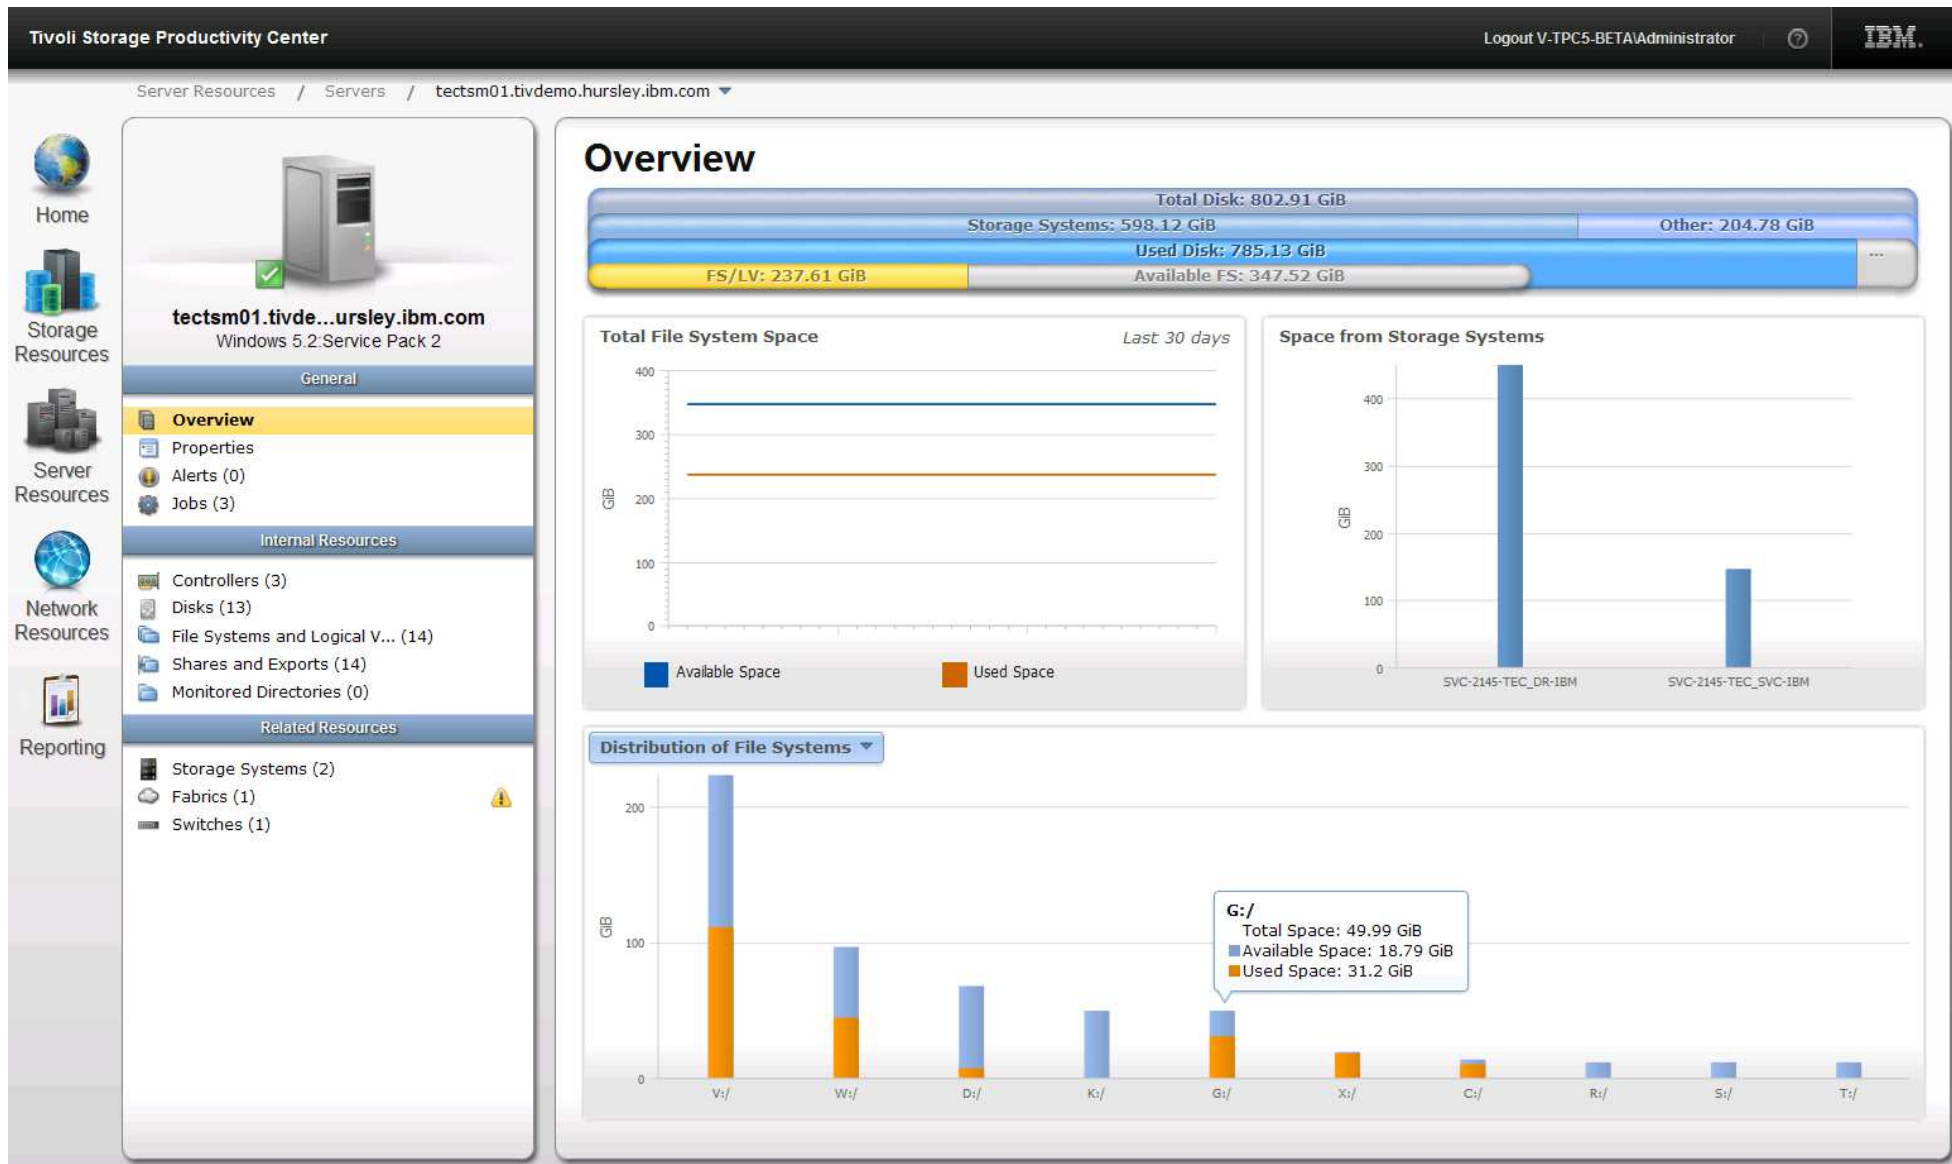 Tivoli Storage Productivity Center
Logout V-TPC5-BETA\Administrator
?
IBM.
Server Resources / Servers / tectsm01.tivdemo.hursley.ibm.com
Home
Storage
Resources
Server
Resources
Network
Resources
Reporting
tectsm01.tivde...ursley.ibm.com
Windows 5.2:Service Pack 2
General
Overview
Properties
Alerts (0)
Jobs (3)
Internal Resources
Controllers (3)
Disks (13)
File Systems and Logical V... (14)
Shares and Exports (14)
Monitored Directories (0)
Related Resources
Storage Systems (2)
Fabrics (1)
Switches (1)
Overview
Total Disk: 802.91 GiB
Storage Systems: 598.12 GiB
Other: 204.78 GiB
Used Disk: 785.13 GiB
...
FS/LV: 237.61 GiB
Available FS: 347.52 GiB
Total File System Space
Last 30 days
400
300
200
100
0
GiB
Available Space
Used Space
Space from Storage Systems
400
300
200
100
0
GiB
SVC-2145-TEC_DR-IBM
SVC-2145-TEC_SVC-IBM
Distribution of File Systems
200
100
0
GiB
G:/
Total Space: 49.99 GiB
Available Space: 18.79 GiB
Used Space: 31.2 GiB
V:/
W:/
D:/
K:/
G:/
X:/
C:/
R:/
S:/
T:/